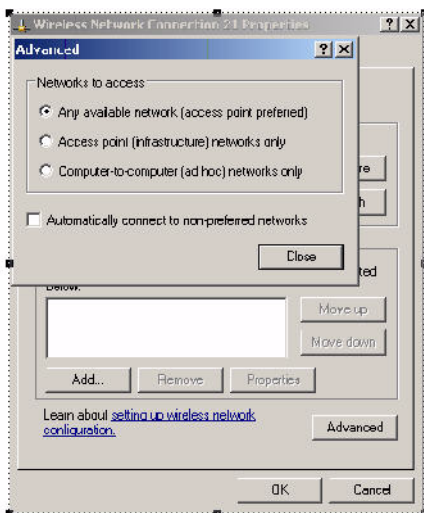 Wireless Network Connection 21 Properties
Advanced
Networks to access
Any available network (access point preferred)
Access point (infrastructure) networks only
Computer-to-computer (ad hoc) networks only
Automatically connect to non-preferred networks
Close
re
h
ted
below:
Move up
Move down
Add...
Remove
Properties
Learn about setting up wireless network
configuration.
Advanced
OK
Cancel